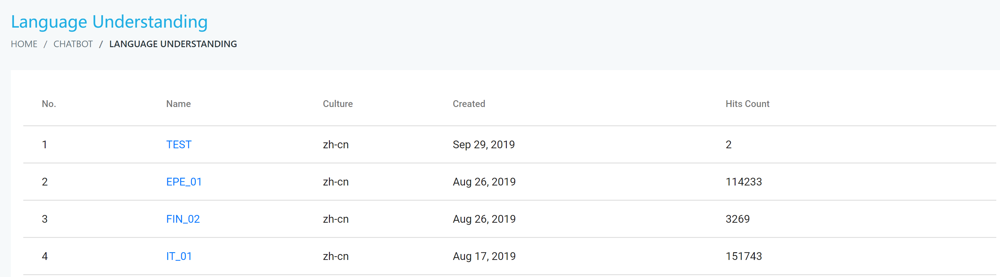 Language Understanding
HOME / CHATBOT / LANGUAGE UNDERSTANDING
No. Name Culture Created Hits Count
1 TEST zh-cn Sep 29, 2019 2
2 EPE_01 zh-cn Aug 26, 2019 114233
3 FIN_02 zh-cn Aug 26, 2019 3269
4 IT_01 zh-cn Aug 17, 2019 151743